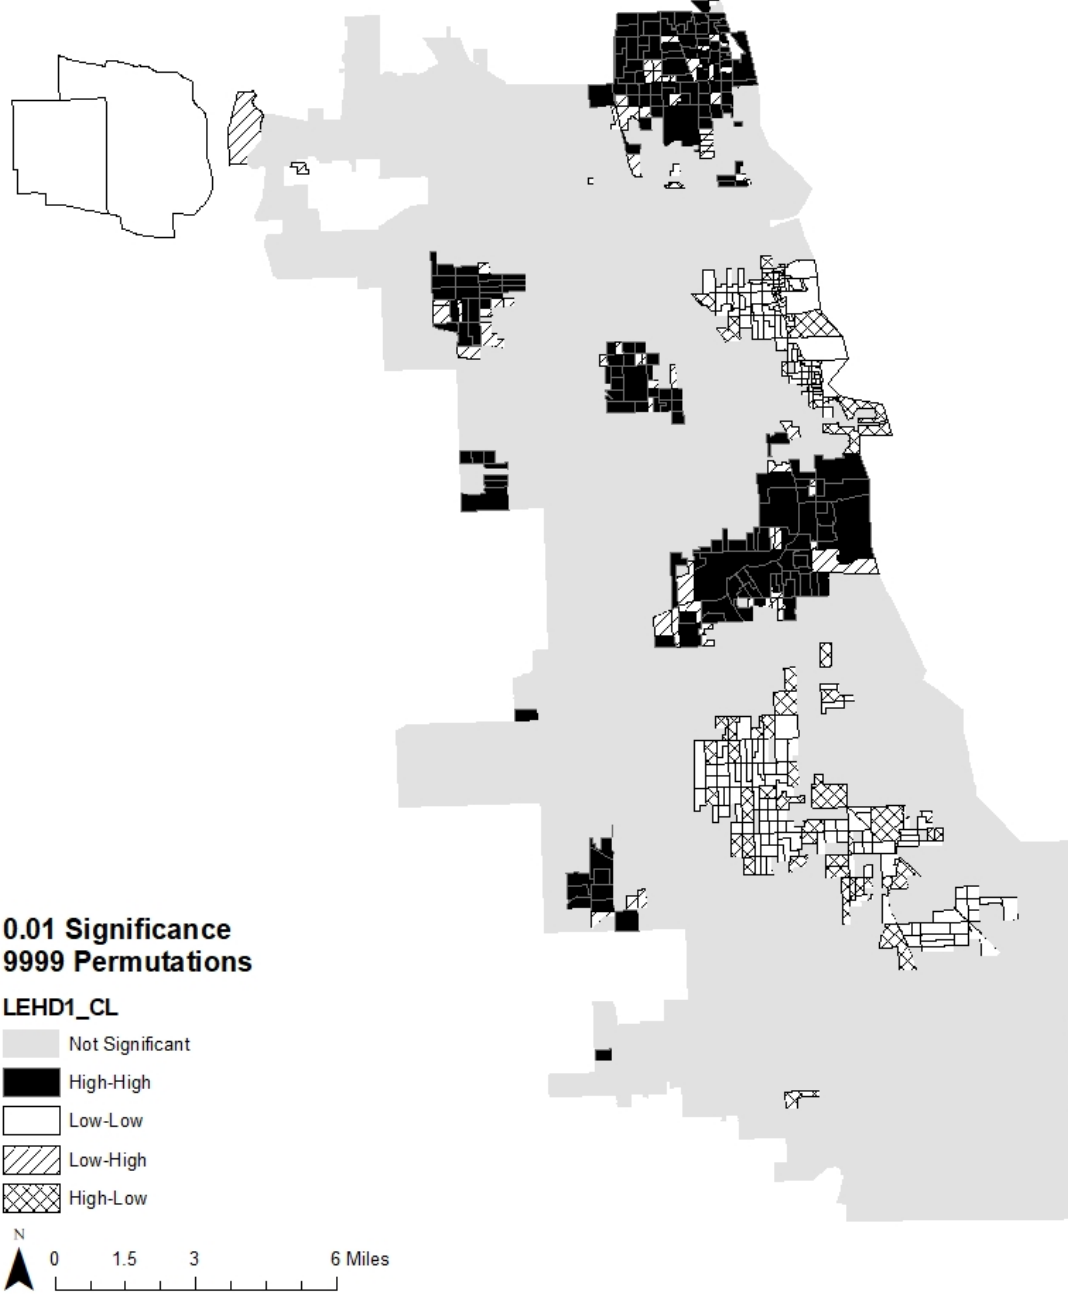 0.01 Significance
9999 Permutations
LEHD1_CL
Not Significant
High-High
Low-Low
Low-High
High-Low
N
0 1.5 3 6 Miles